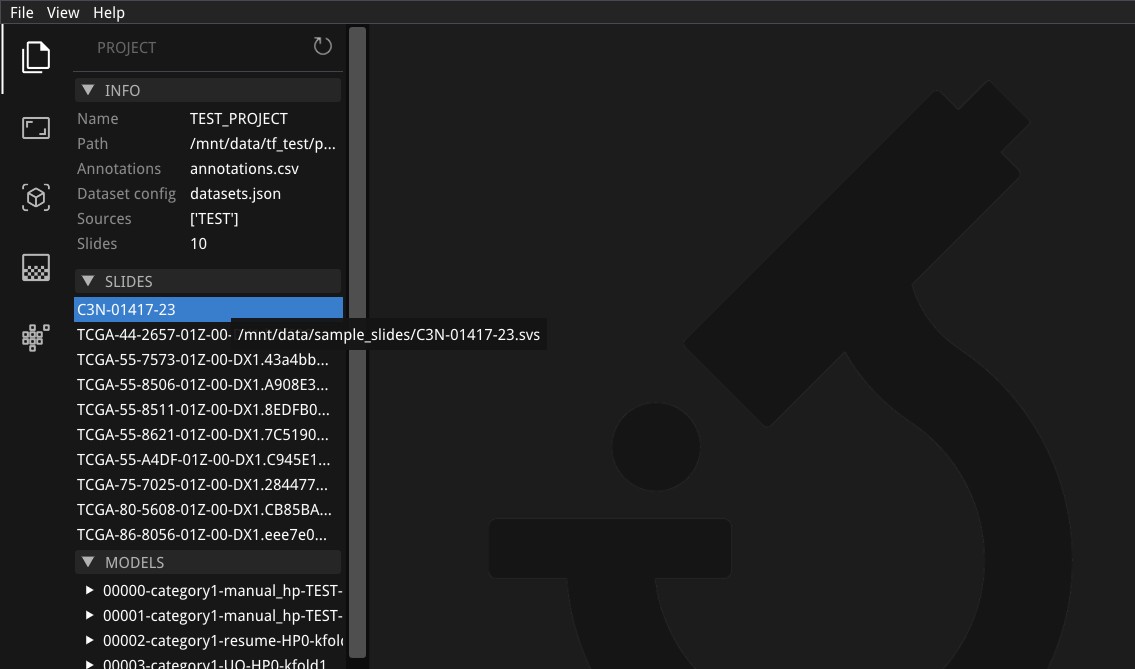 File View Help
PROJECT
INFO
Name TEST_PROJECT
Path /mnt/data/tf_test/p...
Annotations annotations.csv
Dataset config datasets.json
Sources ['TEST']
Slides 10
SLIDES
C3N-01417-23
TCGA-44-2657-01Z-00- /mnt/data/sample_slides/C3N-01417-23.svs
TCGA-55-7573-01Z-00-DX1.43a4bb...
TCGA-55-8506-01Z-00-DX1.A908E3...
TCGA-55-8511-01Z-00-DX1.8EDFB0...
TCGA-55-8621-01Z-00-DX1.7C5190...
TCGA-55-A4DF-01Z-00-DX1.C945E1...
TCGA-75-7025-01Z-00-DX1.284477...
TCGA-80-5608-01Z-00-DX1.CB85BA...
TCGA-86-8056-01Z-00-DX1.eee7e0...
MODELS
00000-category1-manual_hp-TEST-
00001-category1-manual_hp-TEST-
00002-category1-resume-HP0-kfol
00003-category1-UQ-HP0-kfold1